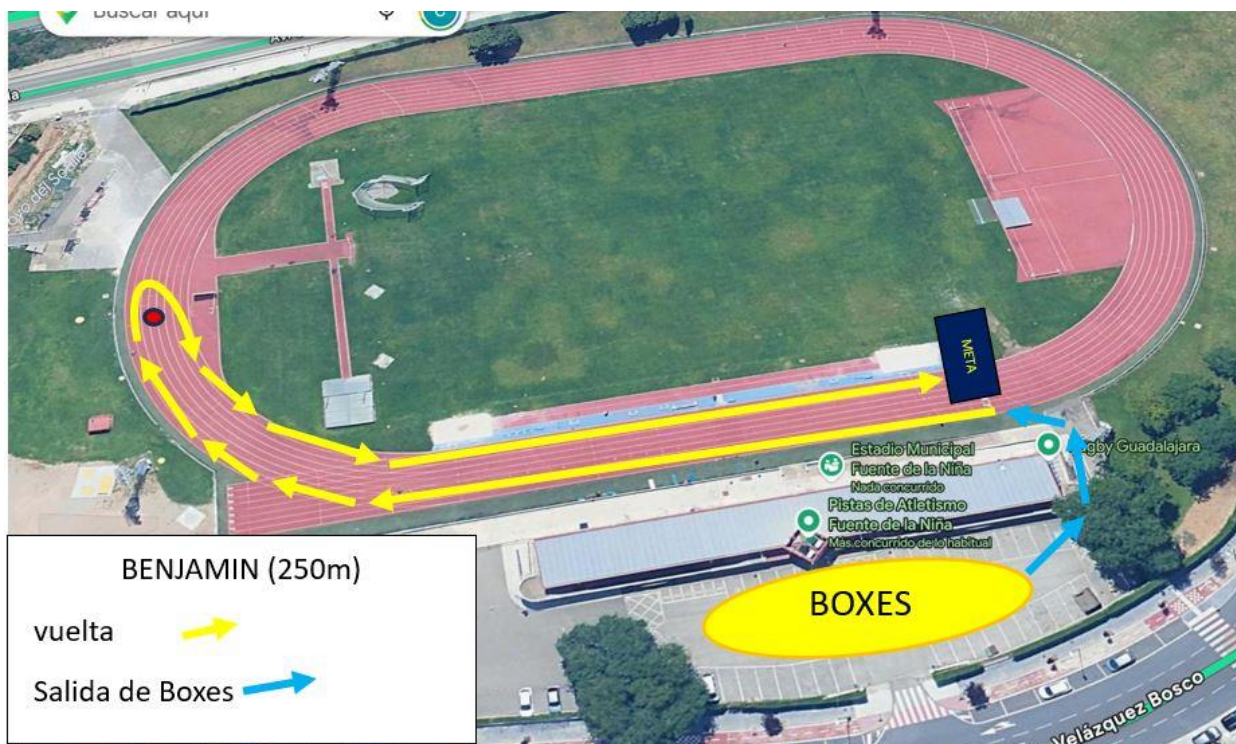 Buscar aquí
META
Estadio Municipal
Fuente de la Niña
Nada concurrido
Pistas de Atletismo
Fuente de la Niña
Más concurrido de lo habitual
Guadalajara
BOXES
Velázquez Bosco
BENJAMIN (250m)
vuelta
Salida de Boxes